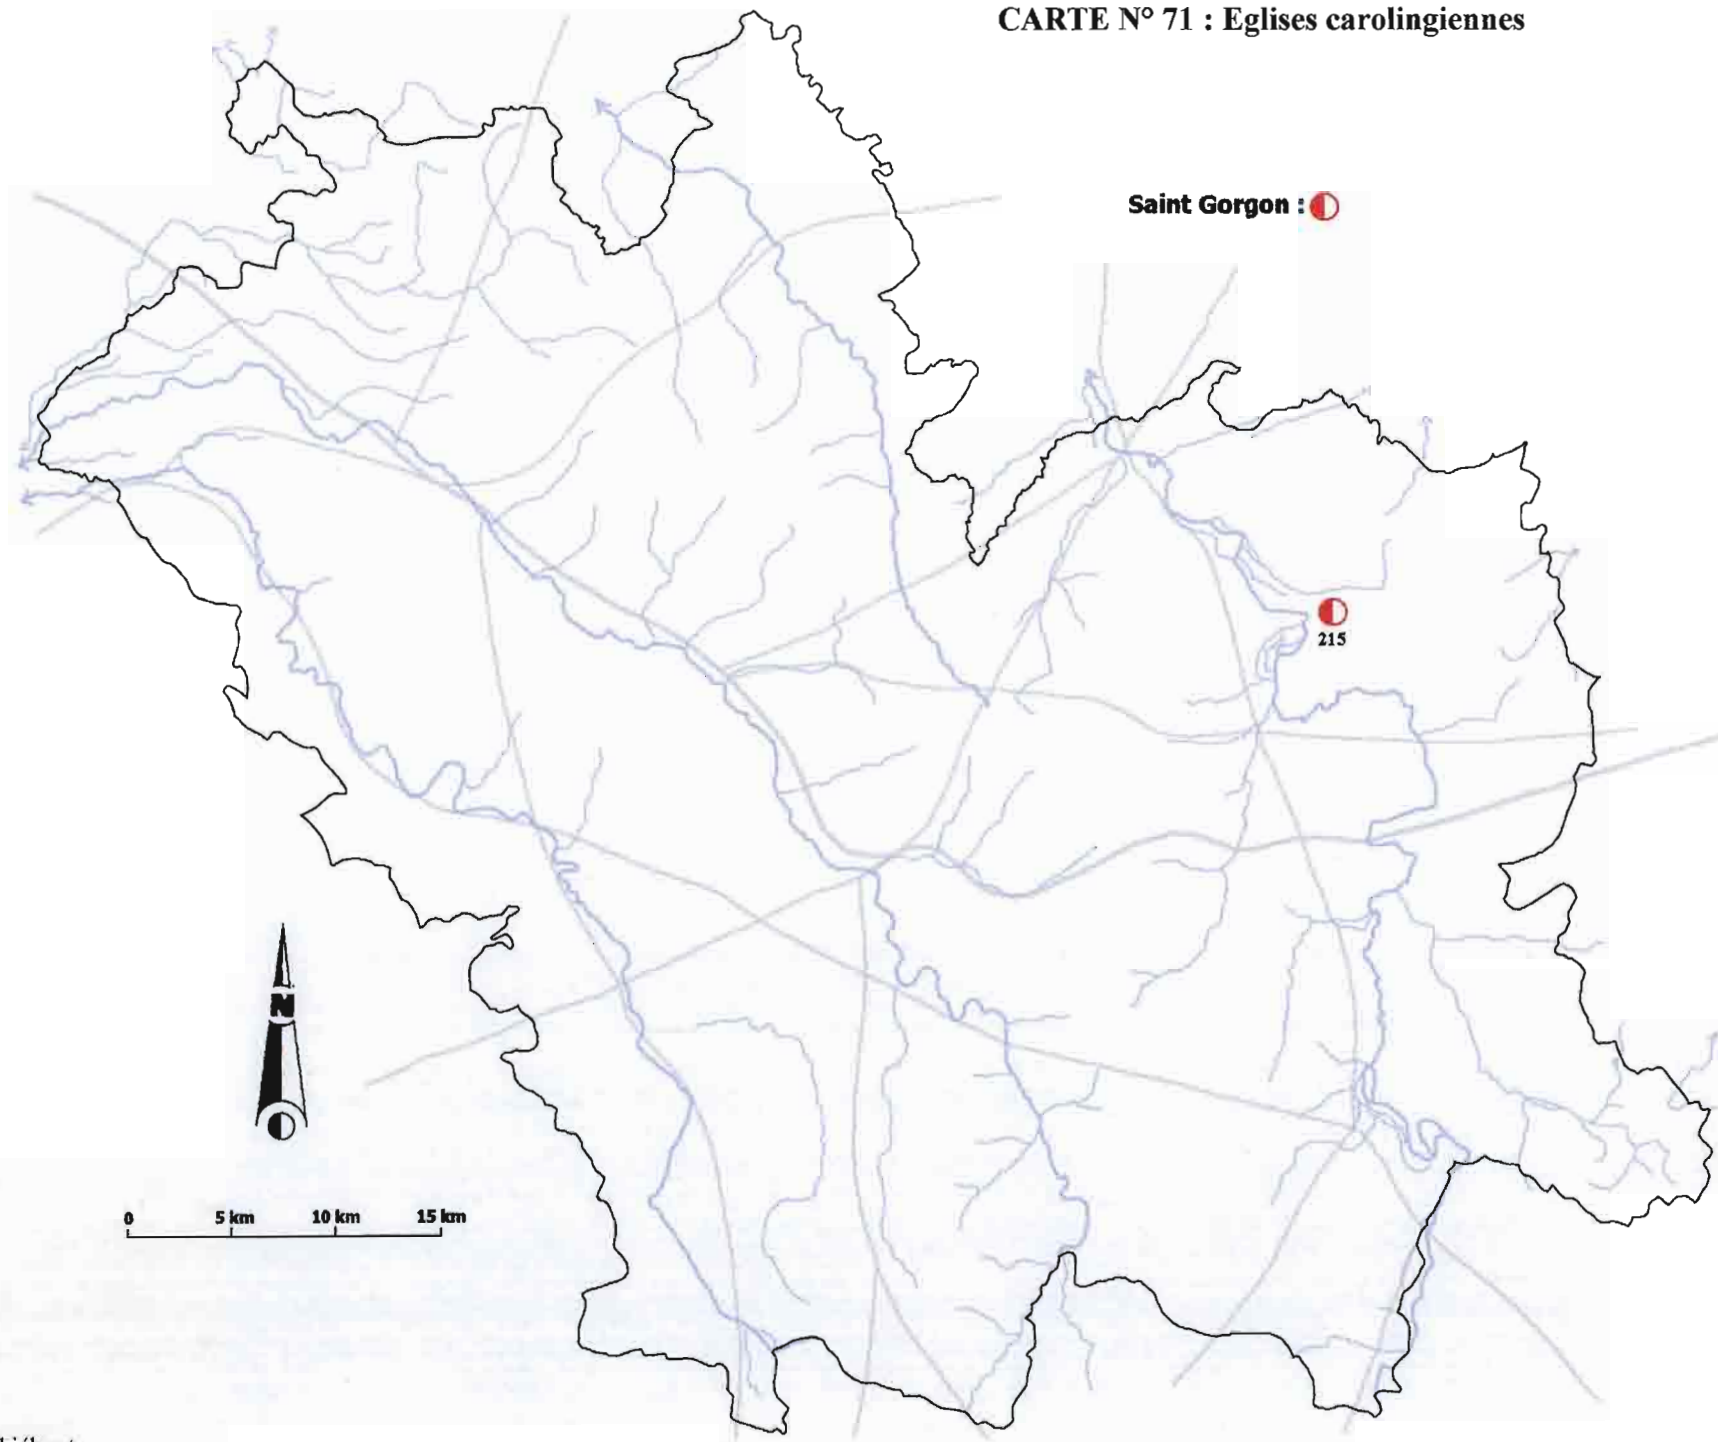 CARTE N° 71 : Eglises carolingiennes
Saint Gorgon :
215
N
0 5 km 10 km 15 km